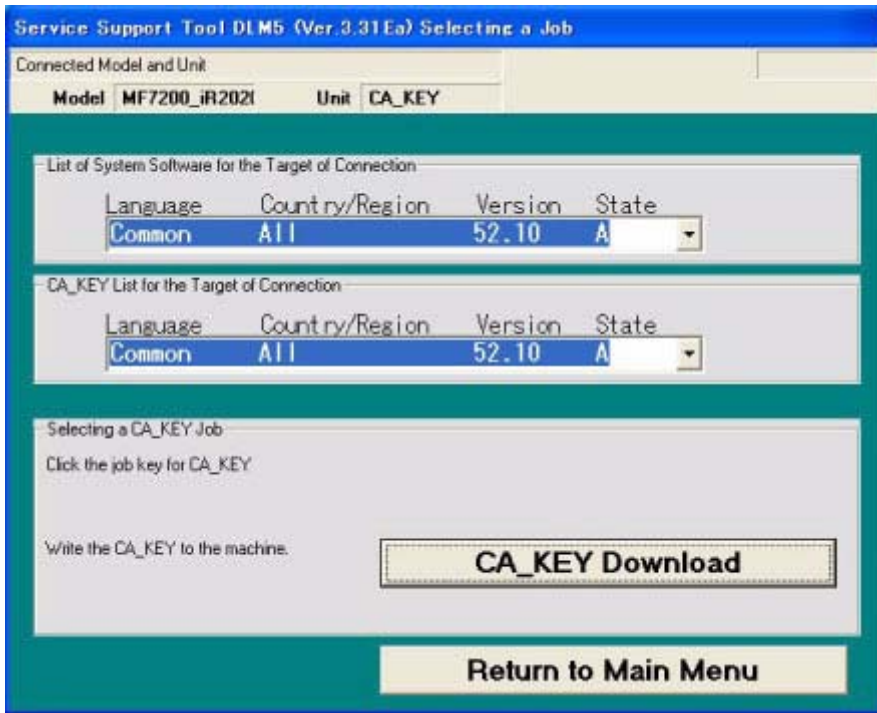 Service Support Tool DLM5 (Ver.3.31Ea) Selecting a Job
Connected Model and Unit
Model MF7200_iR202( Unit CA_KEY
List of System Software for the Target of Connection
Language Country/Region Version State
Common All 52.10 A
CA_KEY List for the Target of Connection
Language Country/Region Version State
Common All 52.10 A
Selecting a CA_KEY Job
Click the job key for CA_KEY
Write the CA_KEY to the machine.
CA_KEY Download
Return to Main Menu